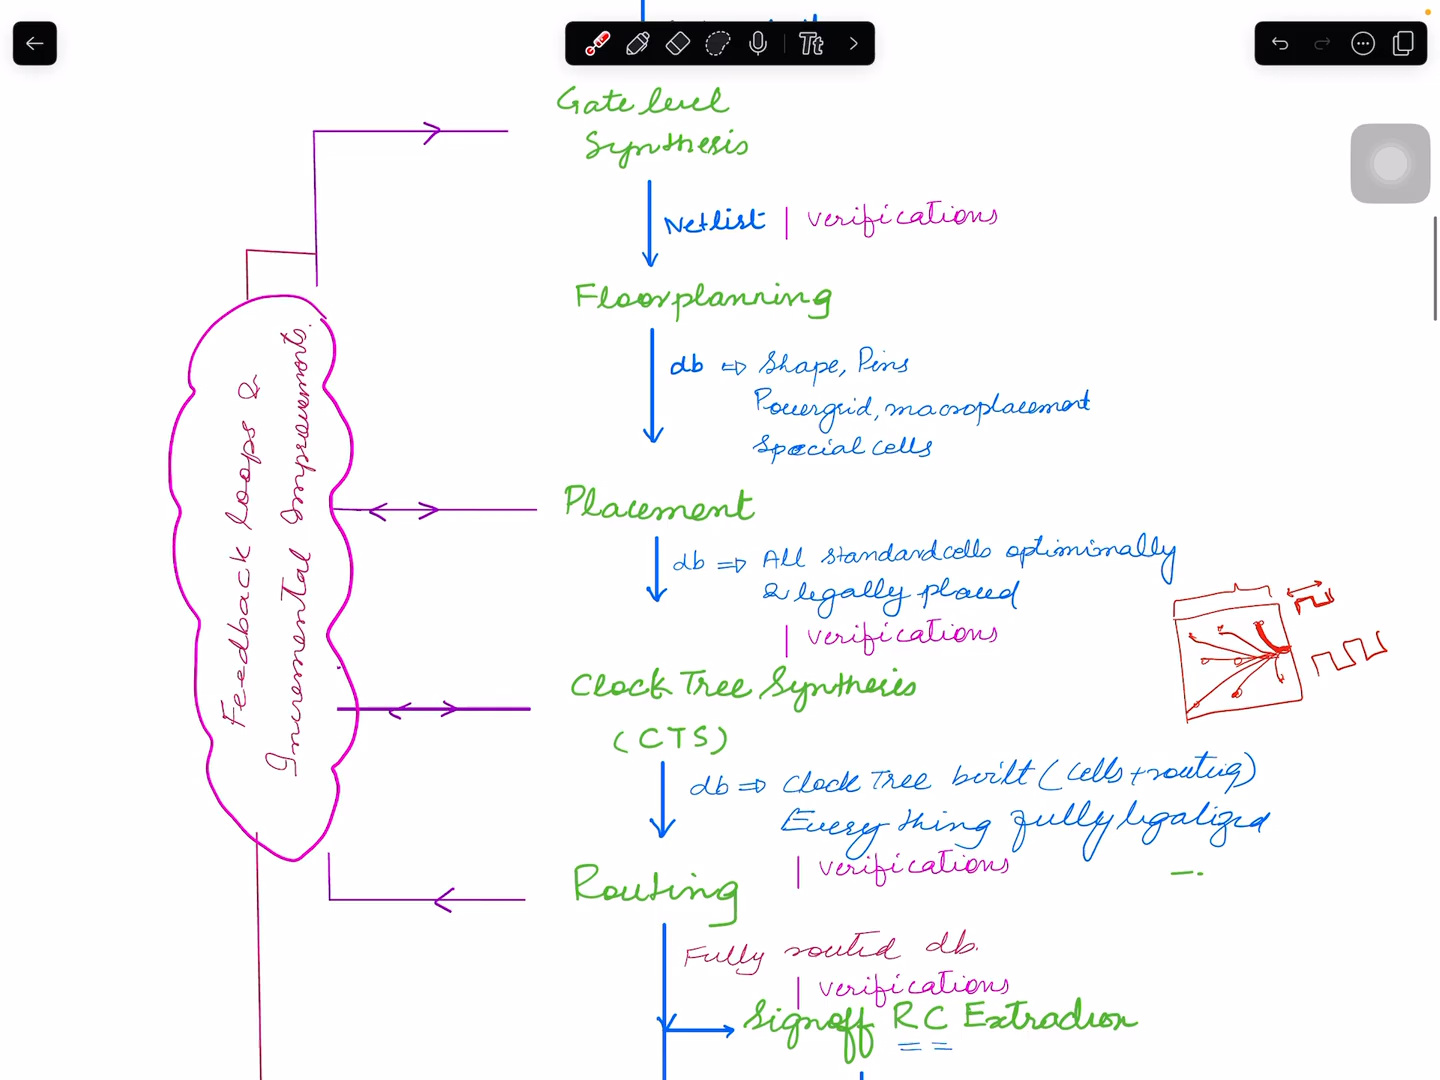 Gate level
Synthesis
Netlist | verifications
Floorplanning
db ⇒ Shape, Pins
Powergrid, macroplacement
Special cells
Feedback loops &
Incremental Improvements.
Placement
db ⇒ All standardcells optimimally
& legally placed
| verifications
Clock Tree Synthesis
(CTS)
db ⇒ Clock Tree built (cells + routing)
Everything fully legalized
| verifications
Routing
Fully routed db.
| verifications
Signoff RC Extraction
Tt